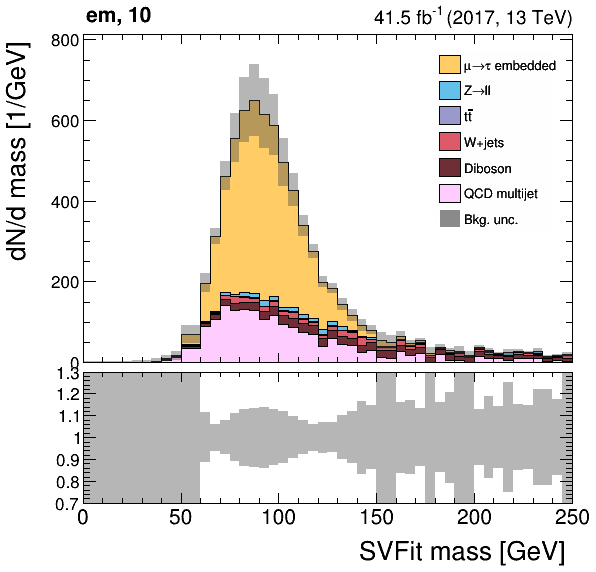 em, 10
41.5 fb⁻¹ (2017, 13 TeV)
dN/d mass [1/GeV]
800
600
400
200
0
μ→τ embedded
Z→ll
tt̄
W+jets
Diboson
QCD multijet
Bkg. unc.
1.3
1.2
1.1
1
0.9
0.8
0.7
0 50 100 150 200 250
SVFit mass [GeV]